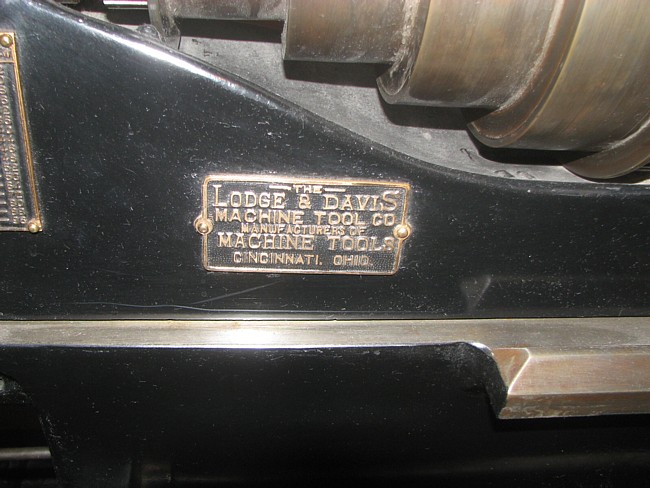 THE
LODGE & DAVIS
MACHINE TOOL CO
MANUFACTURERS OF
MACHINE TOOLS
CINCINNATI, OHIO.